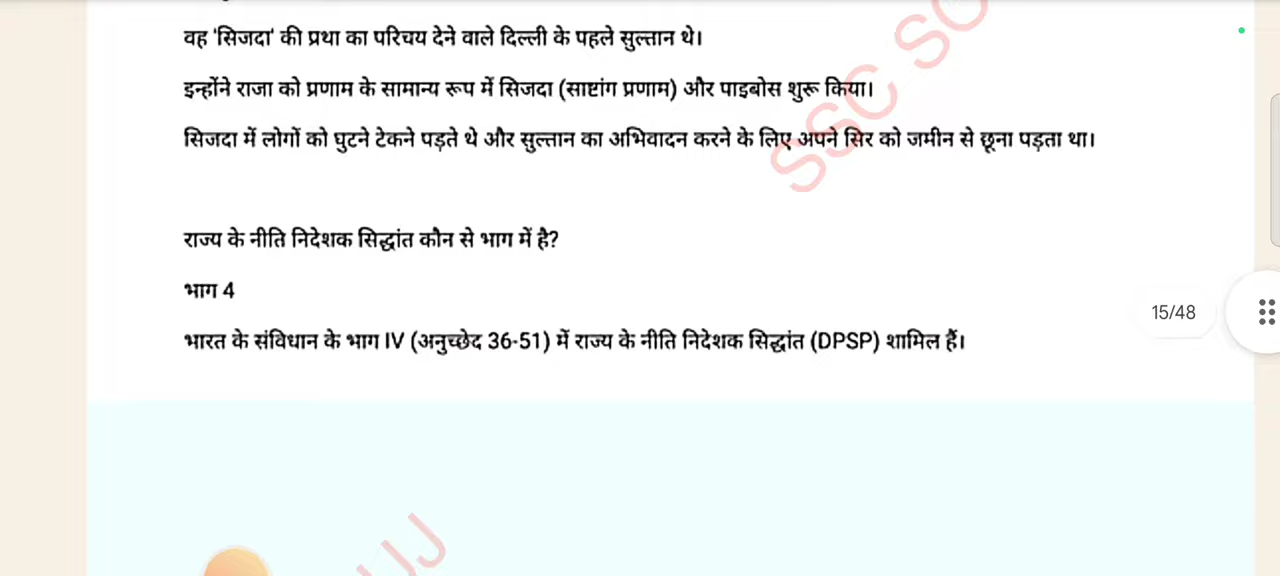 वह 'सिजदा' की प्रथा का परिचय देने वाले दिल्ली के पहले सुल्तान थे।
इन्होंने राजा को प्रणाम के सामान्य रूप में सिजदा (साष्टांग प्रणाम) और पाइबोस शुरू किया।
सिजदा में लोगों को घुटने टेकने पड़ते थे और सुल्तान का अभिवादन करने के लिए अपने सिर को जमीन से छूना पड़ता था।
राज्य के नीति निदेशक सिद्धांत कौन से भाग में है?
भाग 4
15/48
भारत के संविधान के भाग IV (अनुच्छेद 36-51) में राज्य के नीति निदेशक सिद्धांत (DPSP) शामिल हैं।
SSC